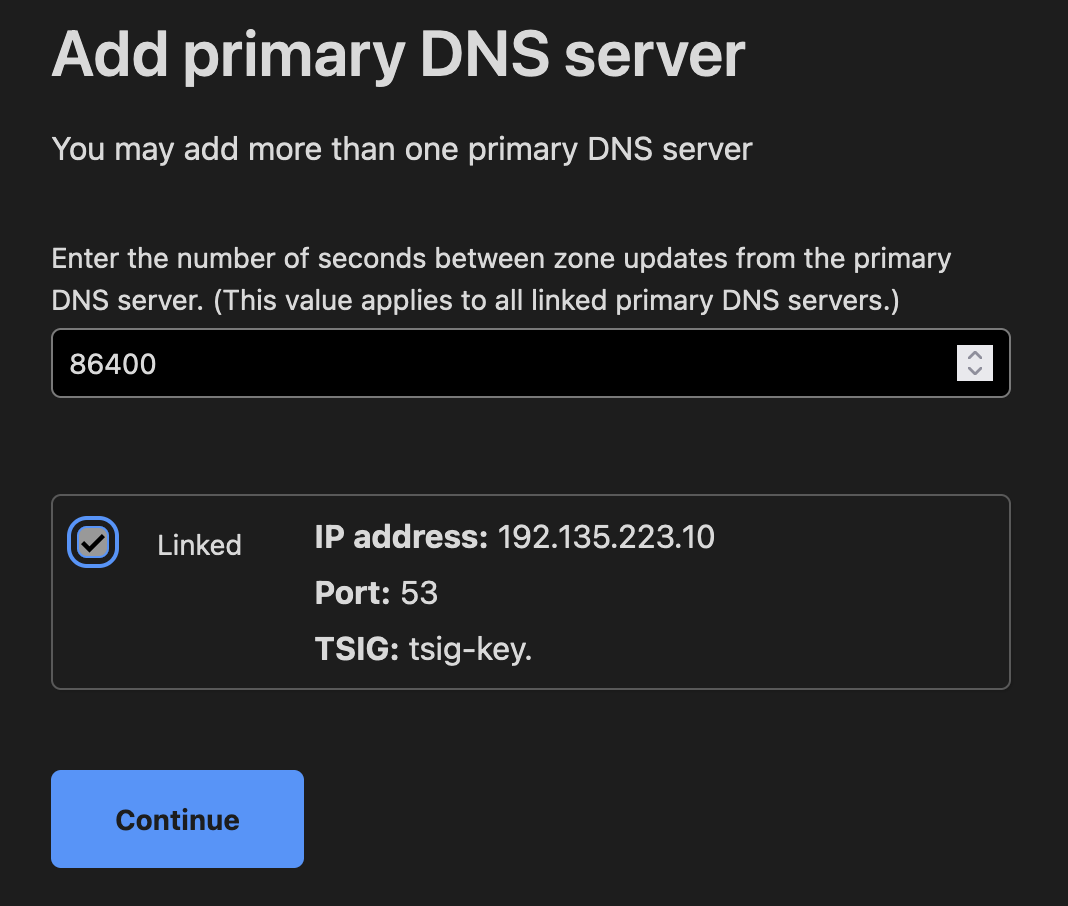 Add primary DNS server
You may add more than one primary DNS server
Enter the number of seconds between zone updates from the primary
DNS server. (This value applies to all linked primary DNS servers.)
86400
Linked
IP address: 192.135.223.10
Port: 53
TSIG: tsig-key.
Continue